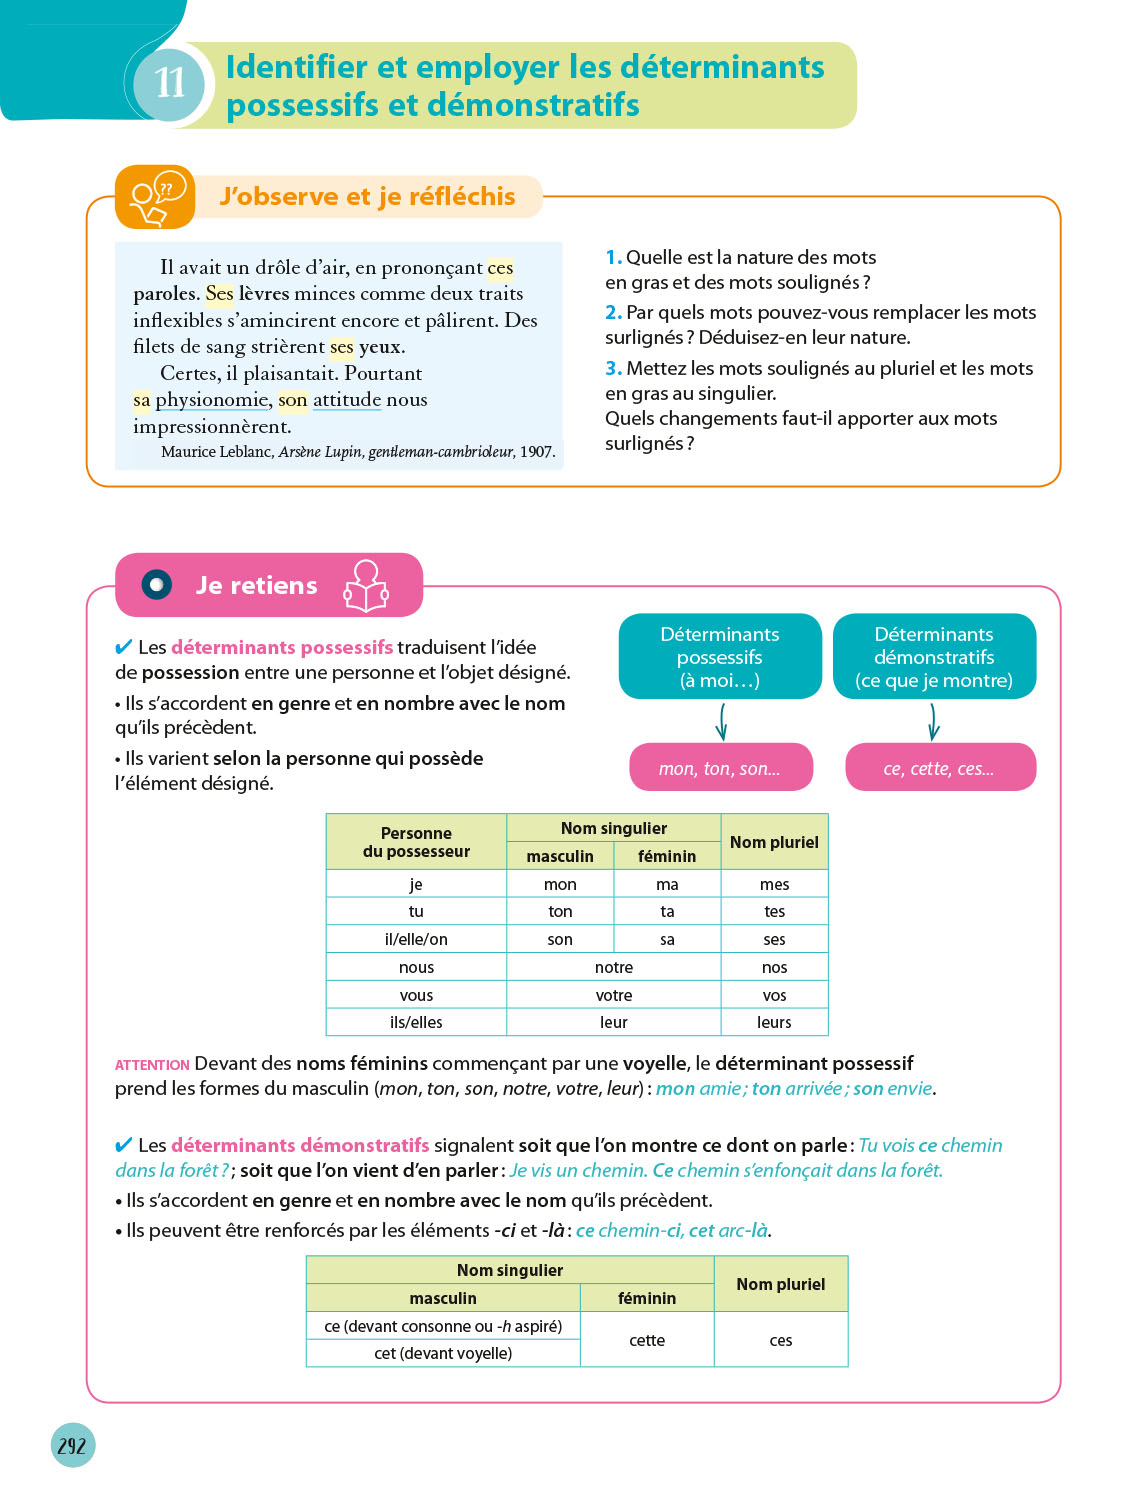 11
Identifier et employer les déterminants
possessifs et démonstratifs
??
J'observe et je réfléchis
Il avait un drôle d'air, en prononçant ces
paroles. Ses lèvres minces comme deux traits
inflexibles s'amincirent encore et pâlirent. Des
filets de sang strièrent ses yeux.
Certes, il plaisantait. Pourtant
sa physionomie, son attitude nous
impressionnèrent.
Maurice Leblanc, Arsène Lupin, gentleman-cambrioleur, 1907.
1. Quelle est la nature des mots
en gras et des mots soulignés ?
2. Par quels mots pouvez-vous remplacer les mots
surlignés ? Déduisez-en leur nature.
3. Mettez les mots soulignés au pluriel et les mots
en gras au singulier.
Quels changements faut-il apporter aux mots
surlignés ?
Je retiens
✔ Les déterminants possessifs traduisent l'idée
de possession entre une personne et l'objet désigné.
• Ils s'accordent en genre et en nombre avec le nom
qu'ils précèdent.
• Ils varient selon la personne qui possède
l'élément désigné.
Déterminants
possessifs
(à moi…)
Déterminants
démonstratifs
(ce que je montre)
mon, ton, son...
ce, cette, ces...
Personne
du possesseur
Nom singulier
Nom pluriel
masculin féminin
je mon ma mes
tu ton ta tes
il/elle/on son sa ses
nous notre nos
vous votre vos
ils/elles leur leurs
ATTENTION Devant des noms féminins commençant par une voyelle, le déterminant possessif
prend les formes du masculin (mon, ton, son, notre, votre, leur) : mon amie ; ton arrivée ; son envie.
✔ Les déterminants démonstratifs signalent soit que l'on montre ce dont on parle : Tu vois ce chemin
dans la forêt ? ; soit que l'on vient d'en parler : Je vis un chemin. Ce chemin s'enfonçait dans la forêt.
• Ils s'accordent en genre et en nombre avec le nom qu'ils précèdent.
• Ils peuvent être renforcés par les éléments -ci et -là : ce chemin-ci, cet arc-là.
Nom singulier
Nom pluriel
masculin féminin
ce (devant consonne ou -h aspiré)
cette ces
cet (devant voyelle)
292